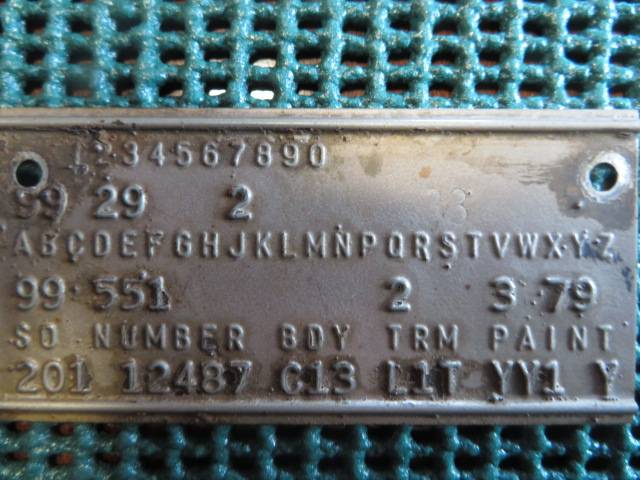 1234567890
99 29 2
ABCDEFGHJKLMNPQRSTVWXYZ
99 551 2 3 79
SO NUMBER BDY TRM PAINT
201 12487 C13 L1T YY1 Y